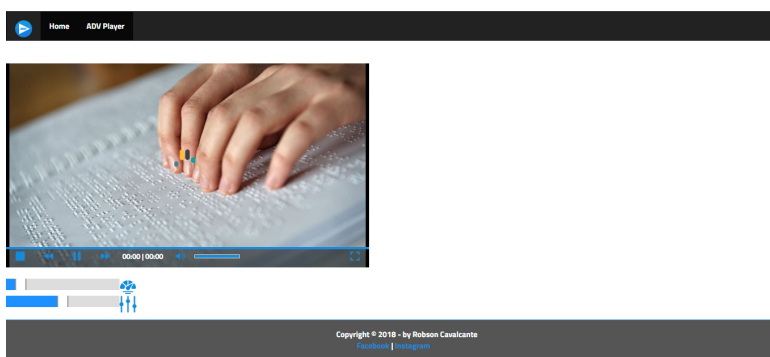 Home ADV Player
00:00 | 00:00
Copyright © 2018 - by Robson Cavalcante
Facebook | Instagram